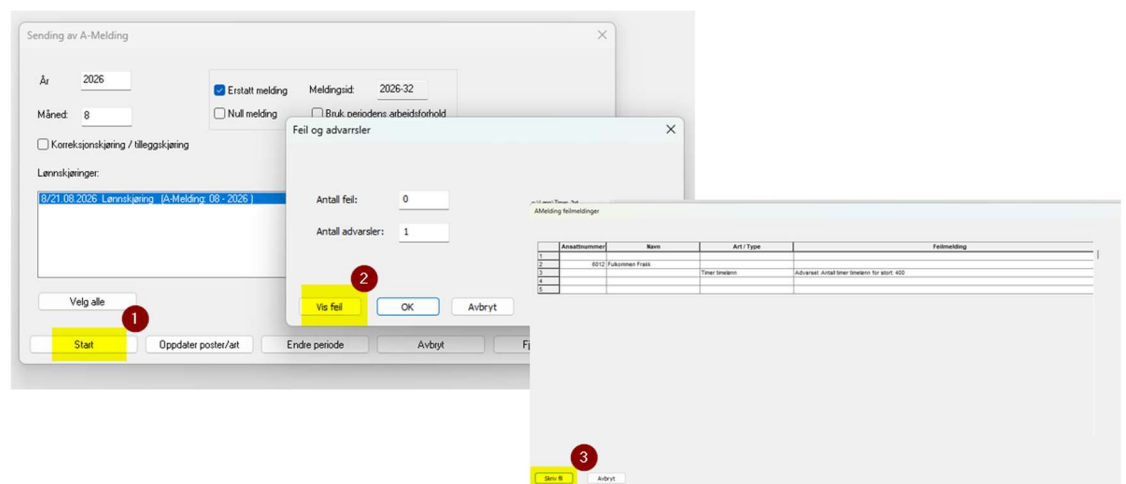 Sending av A-Melding
År 2026
Erstatt melding Meldingsid: 2026-32
Måned: 8
Null melding Bruk periodens arbeidsforhold
Korreksjonskjøring / tilleggskjøring
Lønnskjøringer:
8/21.08.2026 Lønnskjøring (A-Melding: 08 - 2026 )
Velg alle
1
Start Oppdater poster/art Endre periode Avbryt
Feil og advarrsler
Antall feil: 0
Antall advarsler: 1
2
Vis feil OK Avbryt
AMelding feilmeldinger
Ansattnummer Navn Art / Type Feilmelding
1
2 6012 Fulkommen Frakk
3 Timer timelønn Advarsel: Antall timer timelønn for stort: 400
4
5
3
Skriv fil Avbryt